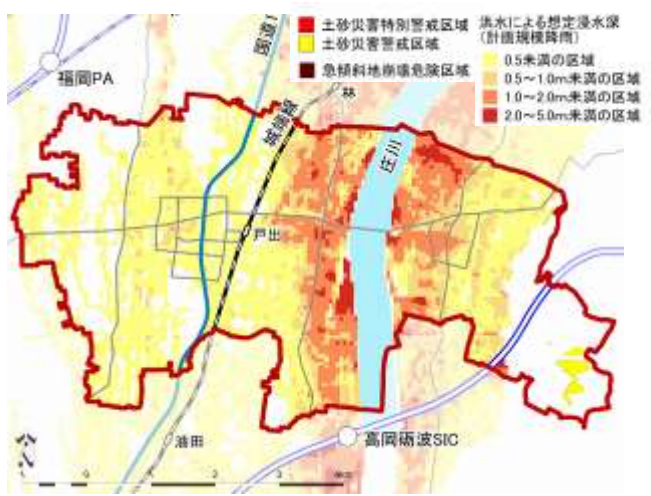 土砂災害特別警戒区域
土砂災害警戒区域
急傾斜地崩壊危険区域
洪水による想定浸水深
(計画規模降雨)
0.5未満の区域
0.5~1.0m未満の区域
1.0~2.0m未満の区域
2.0~5.0m未満の区域
福岡PA
城端線
林
庄川
戸出
油田
高岡砺波SIC